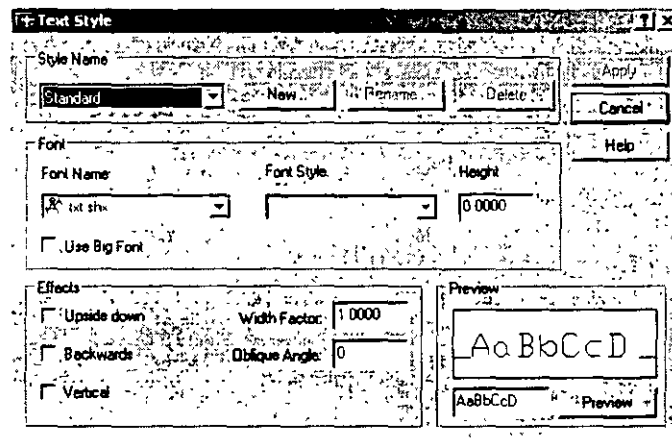 Text Style
Style Name
Standard
New...
Rename...
Delete
Apply
Cancel
Help
Font
Font Name:
Font Style:
Height
txt.shx
0.0000
Use Big Font
Effects
Upside down
Width Factor: 1.0000
Backwards
Oblique Angle: 0
Vertical
Preview
AaBbCcD
AaBbCcD
Preview